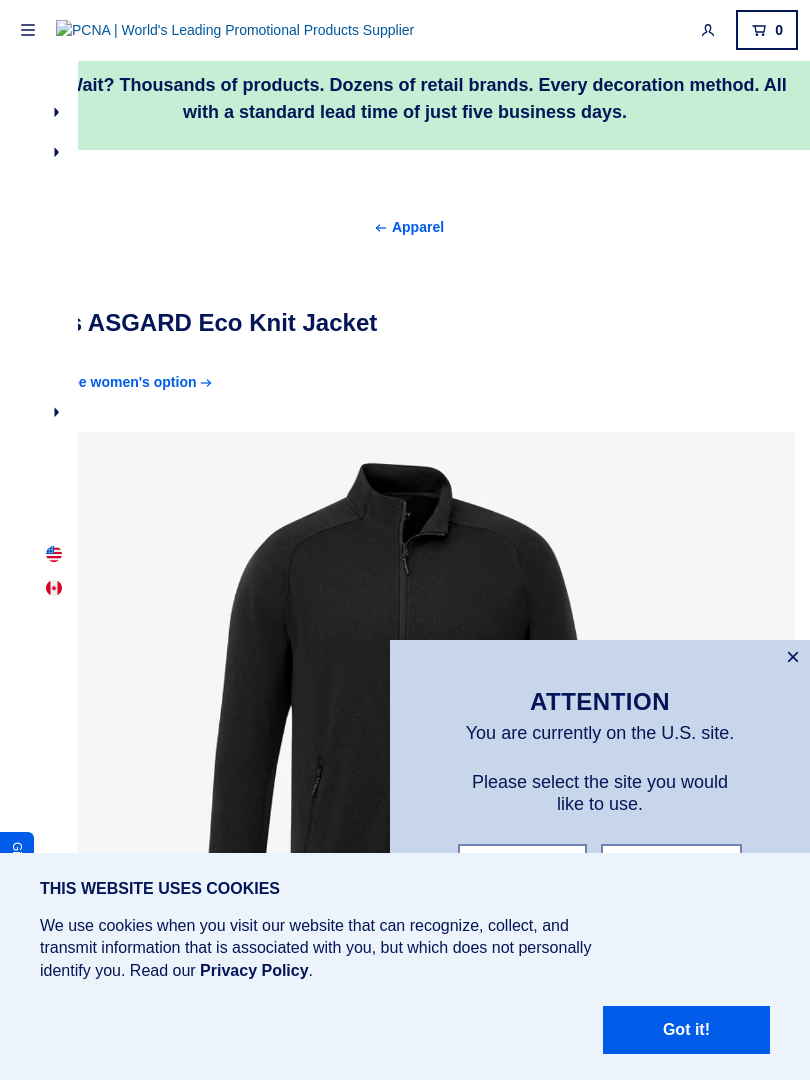 PCNA | World's Leading Promotional Products Supplier
0
Wait? Thousands of products. Dozens of retail brands. Every decoration method. All
with a standard lead time of just five business days.
Apparel
ASGARD Eco Knit Jacket
women's option
ATTENTION
You are currently on the U.S. site.
Please select the site you would
like to use.
THIS WEBSITE USES COOKIES
We use cookies when you visit our website that can recognize, collect, and
transmit information that is associated with you, but which does not personally
identify you. Read our Privacy Policy.
Got it!